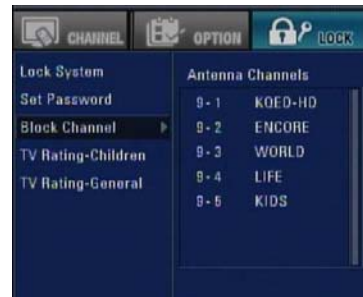 CHANNEL OPTION LOCK
Lock System
Set Password
Block Channel
TV Rating-Children
TV Rating-General
Antenna Channels
9-1 KQED-HD
9-2 ENCORE
9-3 WORLD
9-4 LIFE
9-5 KIDS